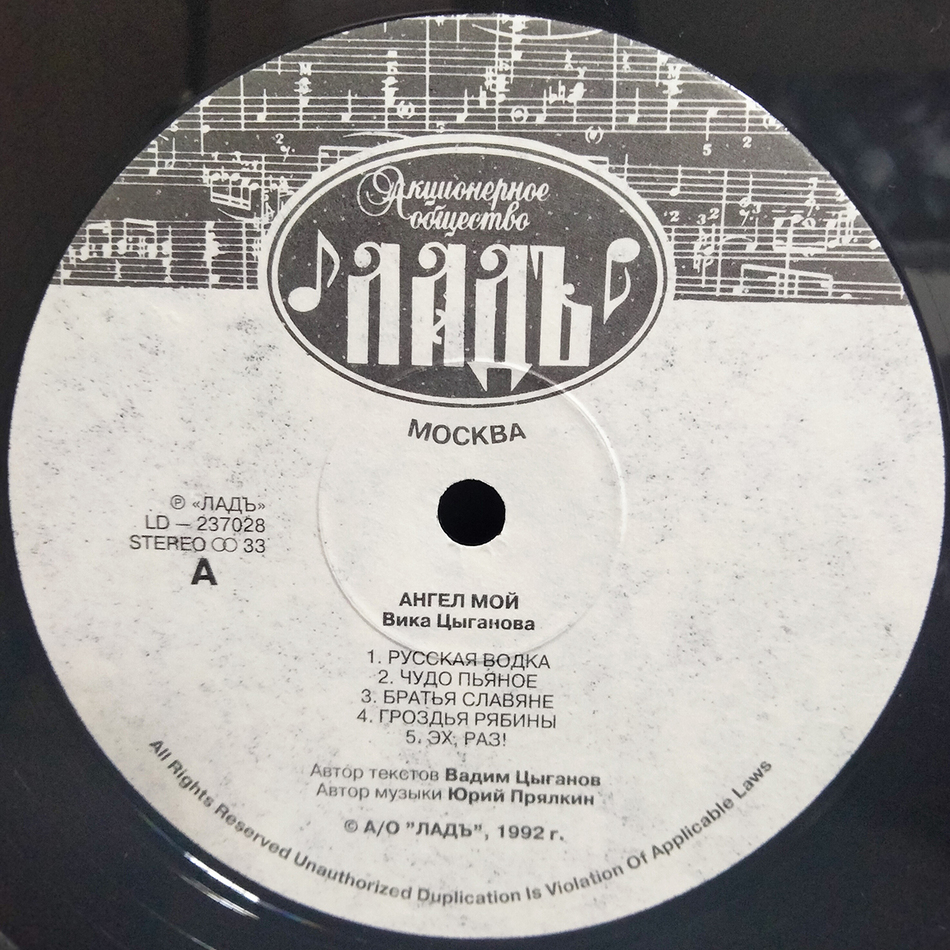 Акционерное
общество
ЛАДЪ
МОСКВА
℗ «ЛАДЪ»
LD – 237028
STEREO 33
A
АНГЕЛ МОЙ
Вика Цыганова
1. РУССКАЯ ВОДКА
2. ЧУДО ПЬЯНОЕ
3. БРАТЬЯ СЛАВЯНЕ
4. ГРОЗДЬЯ РЯБИНЫ
5. ЭХ, РАЗ!
Автор текстов Вадим Цыганов
Автор музыки Юрий Прялкин
© А/О "ЛАДЪ", 1992 г.
All Rights Reserved Unauthorized Duplication Is Violation Of Applicable Laws